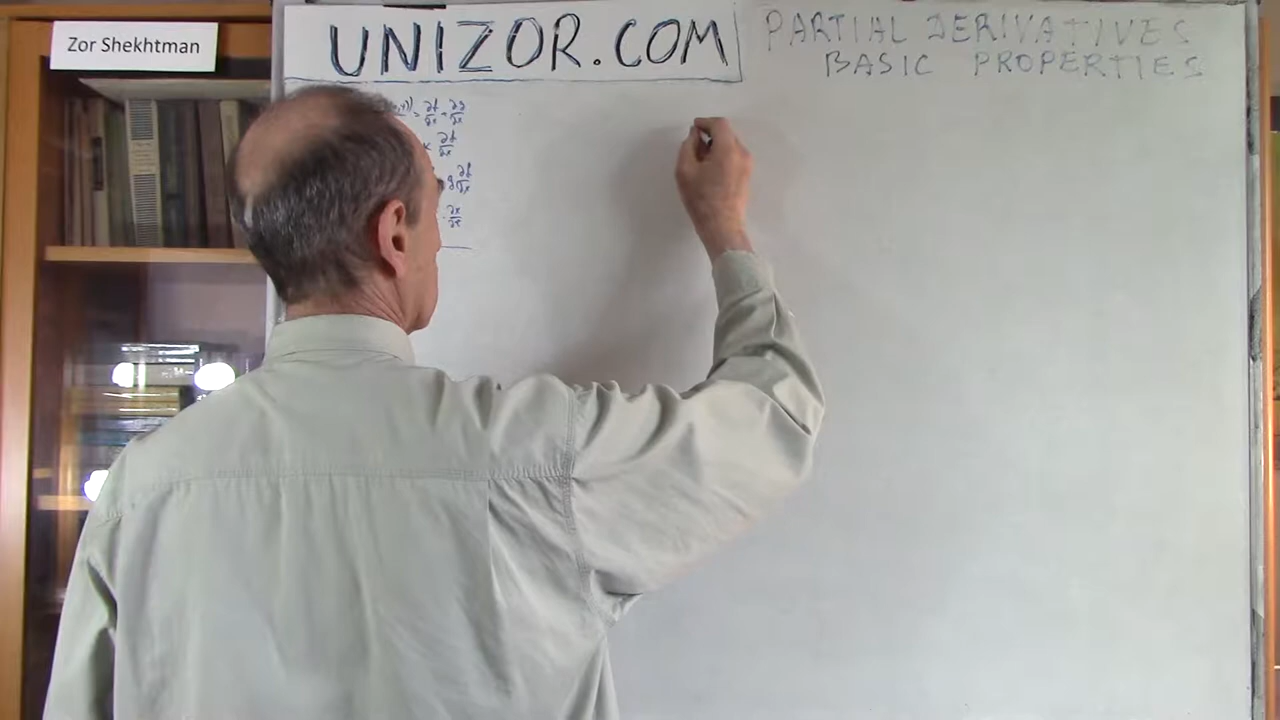 Zor Shekhtman
UNIZOR.COM
PARTIAL DERIVATIVES
BASIC PROPERTIES
= ∂f/∂x + ∂g/∂x
K ∂f/∂x
g ∂f/∂x
· ∂x/∂t